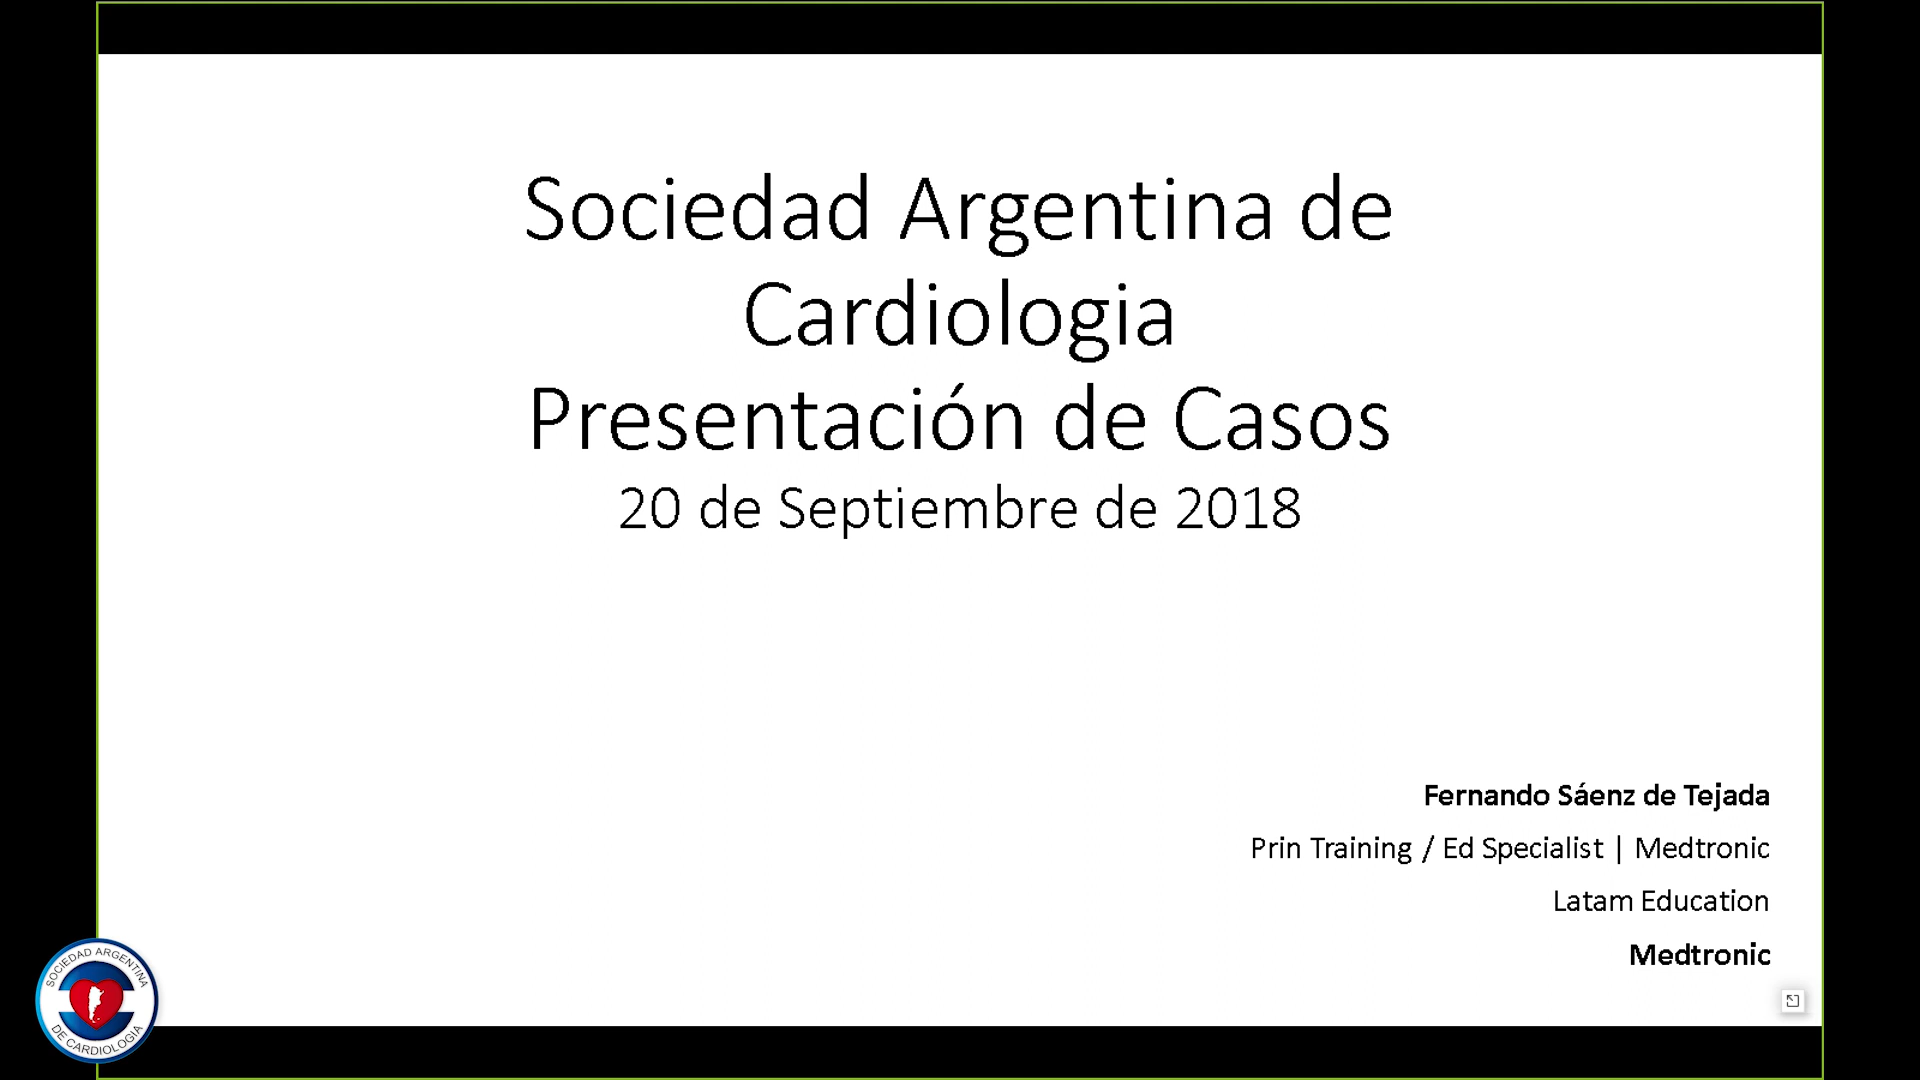 Sociedad Argentina de
Cardiologia
Presentación de Casos
20 de Septiembre de 2018
Fernando Sáenz de Tejada
Prin Training / Ed Specialist | Medtronic
Latam Education
Medtronic
SOCIEDAD ARGENTINA
DE CARDIOLOGIA